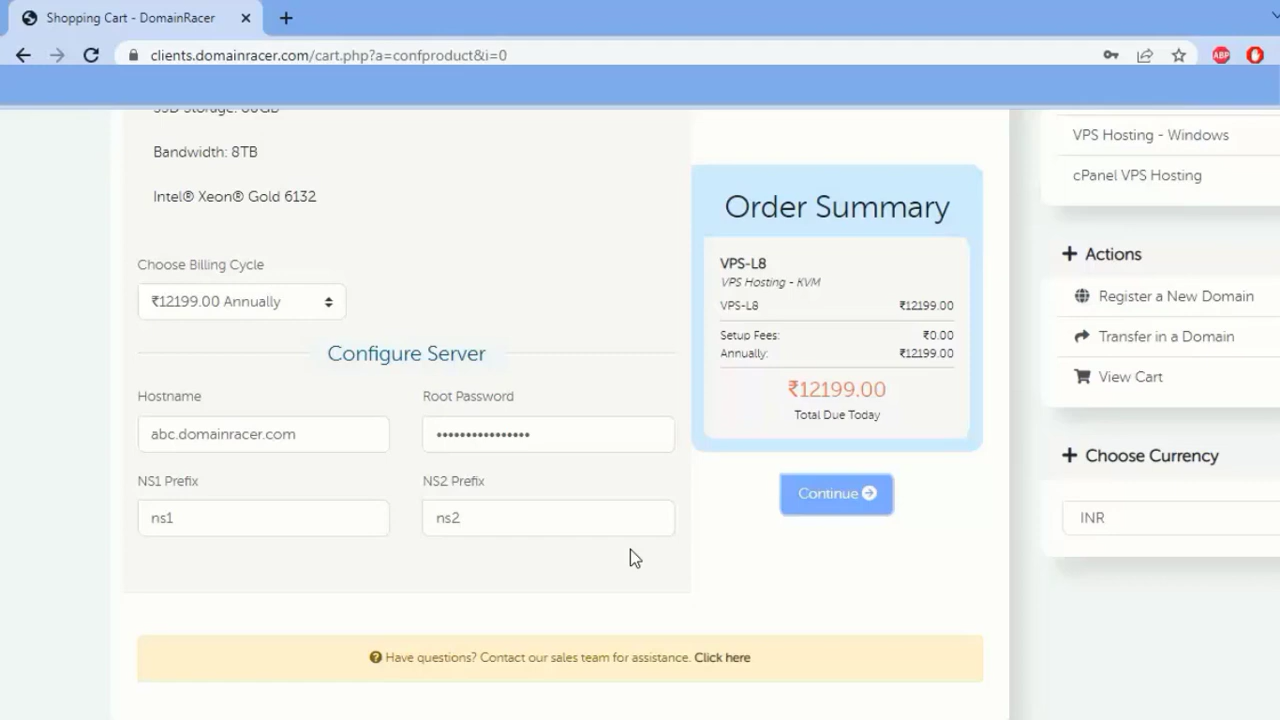 Shopping Cart - DomainRacer
clients.domainracer.com/cart.php?a=confproduct&i=0
ABP
SSD Storage: 60GB
Bandwidth: 8TB
Intel® Xeon® Gold 6132
Choose Billing Cycle
₹12199.00 Annually
Configure Server
Hostname
Root Password
abc.domainracer.com
••••••••••••••••
NS1 Prefix
NS2 Prefix
ns1
ns2
Order Summary
VPS-L8
VPS Hosting - KVM
VPS-L8 ₹12199.00
Setup Fees: ₹0.00
Annually: ₹12199.00
₹12199.00
Total Due Today
Continue
Have questions? Contact our sales team for assistance. Click here
VPS Hosting - Windows
cPanel VPS Hosting
Actions
Register a New Domain
Transfer in a Domain
View Cart
Choose Currency
INR